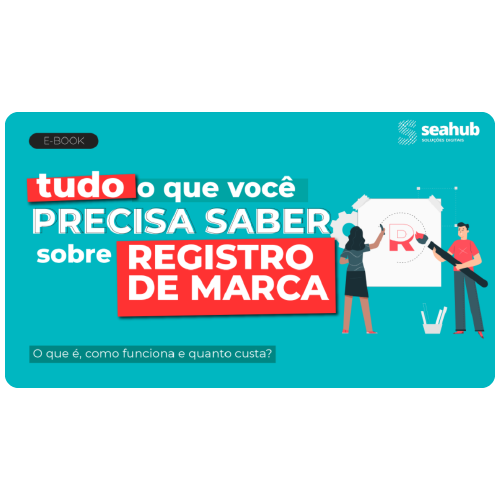 E-BOOK
seahub
SOLUÇÕES DIGITAIS
tudo o que você
PRECISA SABER
sobre REGISTRO
DE MARCA
R
O que é, como funciona e quanto custa?